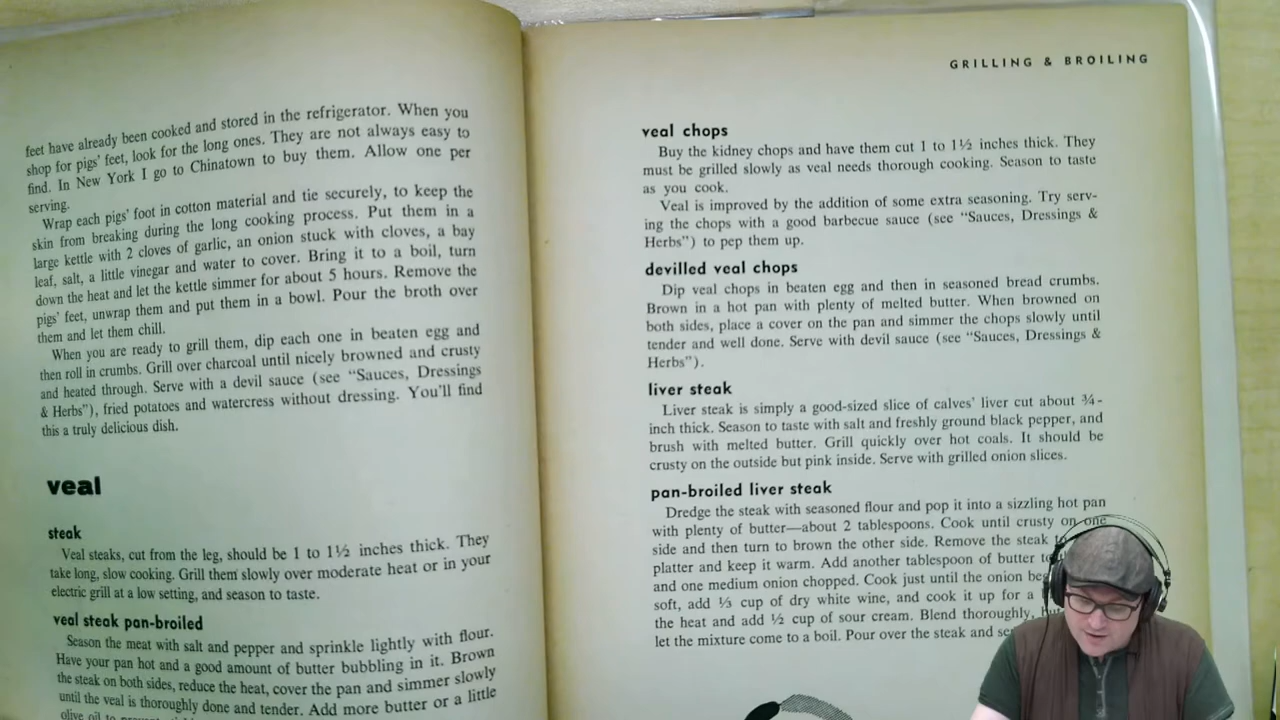 feet have already been cooked and stored in the refrigerator. When you
shop for pigs' feet, look for the long ones. They are not always easy to
find. In New York I go to Chinatown to buy them. Allow one per
serving.
Wrap each pigs' foot in cotton material and tie securely, to keep the
skin from breaking during the long cooking process. Put them in a
large kettle with 2 cloves of garlic, an onion stuck with cloves, a bay
leaf, salt, a little vinegar and water to cover. Bring it to a boil, turn
down the heat and let the kettle simmer for about 5 hours. Remove the
pigs' feet, unwrap them and put them in a bowl. Pour the broth over
them and let them chill.
When you are ready to grill them, dip each one in beaten egg and
then roll in crumbs. Grill over charcoal until nicely browned and crusty
and heated through. Serve with a devil sauce (see "Sauces, Dressings
& Herbs"), fried potatoes and watercress without dressing. You'll find
this a truly delicious dish.
veal
steak
Veal steaks, cut from the leg, should be 1 to 1½ inches thick. They
take long, slow cooking. Grill them slowly over moderate heat or in your
electric grill at a low setting, and season to taste.
veal steak pan-broiled
Season the meat with salt and pepper and sprinkle lightly with flour.
Have your pan hot and a good amount of butter bubbling in it. Brown
the steak on both sides, reduce the heat, cover the pan and simmer slowly
until the veal is thoroughly done and tender. Add more butter or a little
olive oil to
GRILLING & BROILING
veal chops
Buy the kidney chops and have them cut 1 to 1½ inches thick. They
must be grilled slowly as veal needs thorough cooking. Season to taste
as you cook.
Veal is improved by the addition of some extra seasoning. Try serv-
ing the chops with a good barbecue sauce (see "Sauces, Dressings &
Herbs") to pep them up.
devilled veal chops
Dip veal chops in beaten egg and then in seasoned bread crumbs.
Brown in a hot pan with plenty of melted butter. When browned on
both sides, place a cover on the pan and simmer the chops slowly until
tender and well done. Serve with devil sauce (see "Sauces, Dressings &
Herbs").
liver steak
Liver steak is simply a good-sized slice of calves' liver cut about ¾-
inch thick. Season to taste with salt and freshly ground black pepper, and
brush with melted butter. Grill quickly over hot coals. It should be
crusty on the outside but pink inside. Serve with grilled onion slices.
pan-broiled liver steak
Dredge the steak with seasoned flour and pop it into a sizzling hot pan
with plenty of butter—about 2 tablespoons. Cook until crusty on one
side and then turn to brown the other side. Remove the steak
platter and keep it warm. Add another tablespoon of butter
and one medium onion chopped. Cook just until the onion
soft, add ⅓ cup of dry white wine, and cook it up for a
the heat and add ½ cup of sour cream. Blend thoroughly,
let the mixture come to a boil. Pour over the steak and